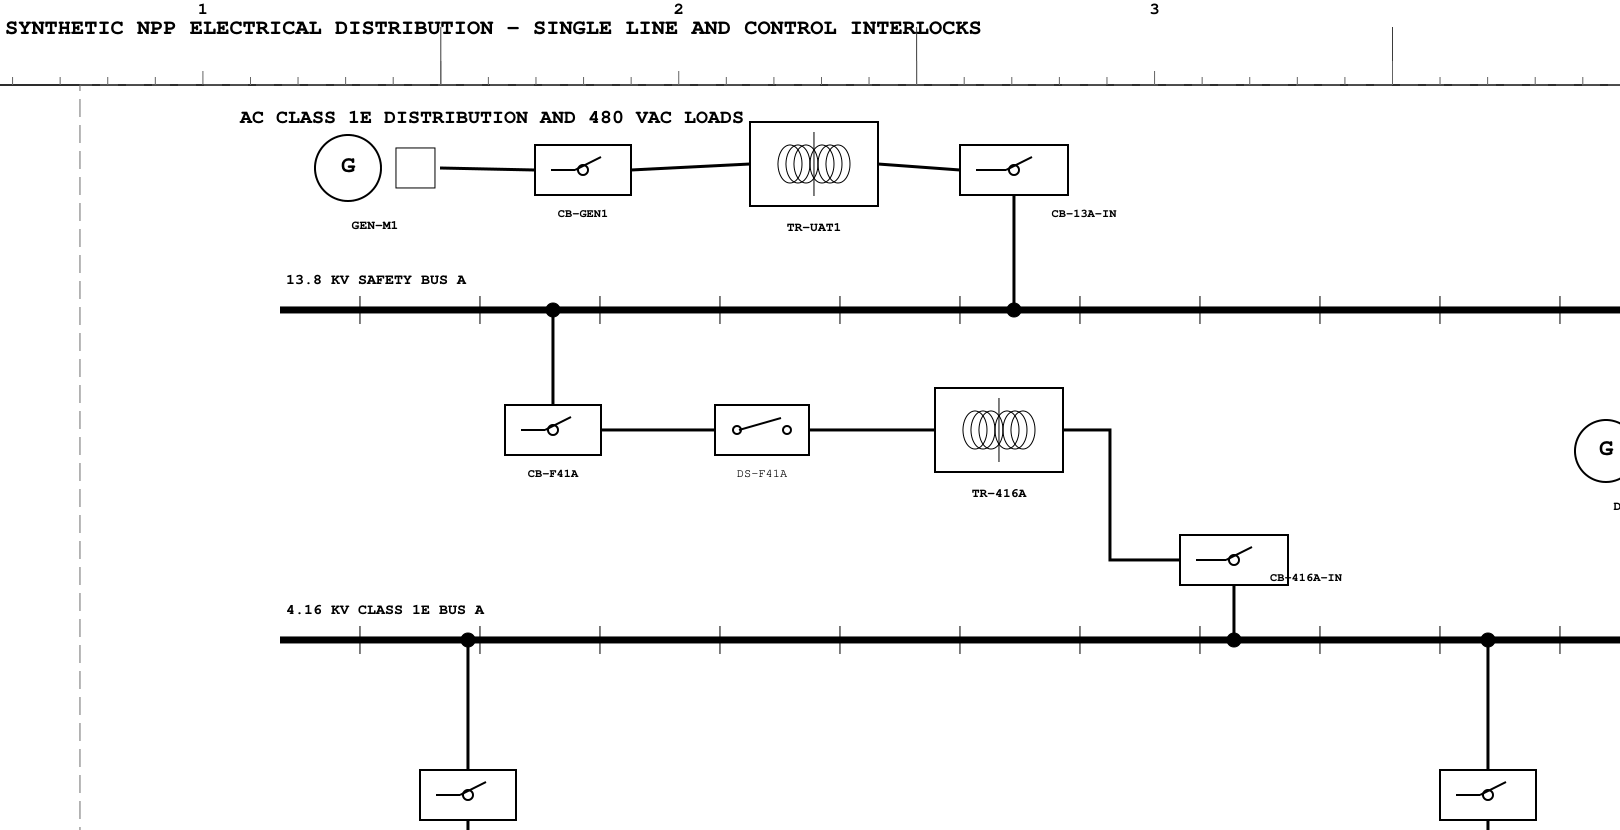 1 2 3
SYNTHETIC NPP ELECTRICAL DISTRIBUTION — SINGLE LINE AND CONTROL INTERLOCKS
AC CLASS 1E DISTRIBUTION AND 480 VAC LOADS
G
CB-GEN1
CB-13A-IN
GEN-M1
TR-UAT1
13.8 KV SAFETY BUS A
G
CB-F41A
DS-F41A
TR-416A
CB-416A-IN
4.16 KV CLASS 1E BUS A